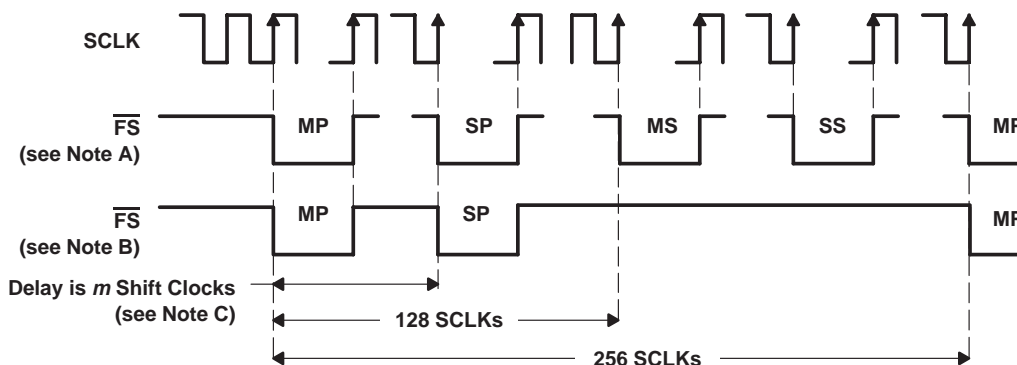 SCLK
FS
(see Note A)
MP
SP
MS
SS
MP
FS
(see Note B)
MP
SP
MP
Delay is m Shift Clocks
(see Note C)
128 SCLKs
256 SCLKs